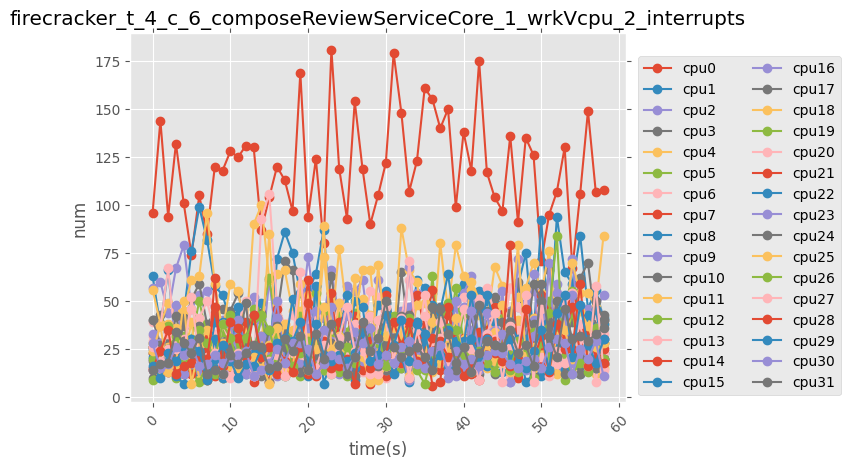 firecracker_t_4_c_6_composeReviewServiceCore_1_wrkVcpu_2_interrupts
175
150
125
100
75
50
25
0
num
0
10
20
30
40
50
60
time(s)
cpu0
cpu1
cpu2
cpu3
cpu4
cpu5
cpu6
cpu7
cpu8
cpu9
cpu10
cpu11
cpu12
cpu13
cpu14
cpu15
cpu16
cpu17
cpu18
cpu19
cpu20
cpu21
cpu22
cpu23
cpu24
cpu25
cpu26
cpu27
cpu28
cpu29
cpu30
cpu31